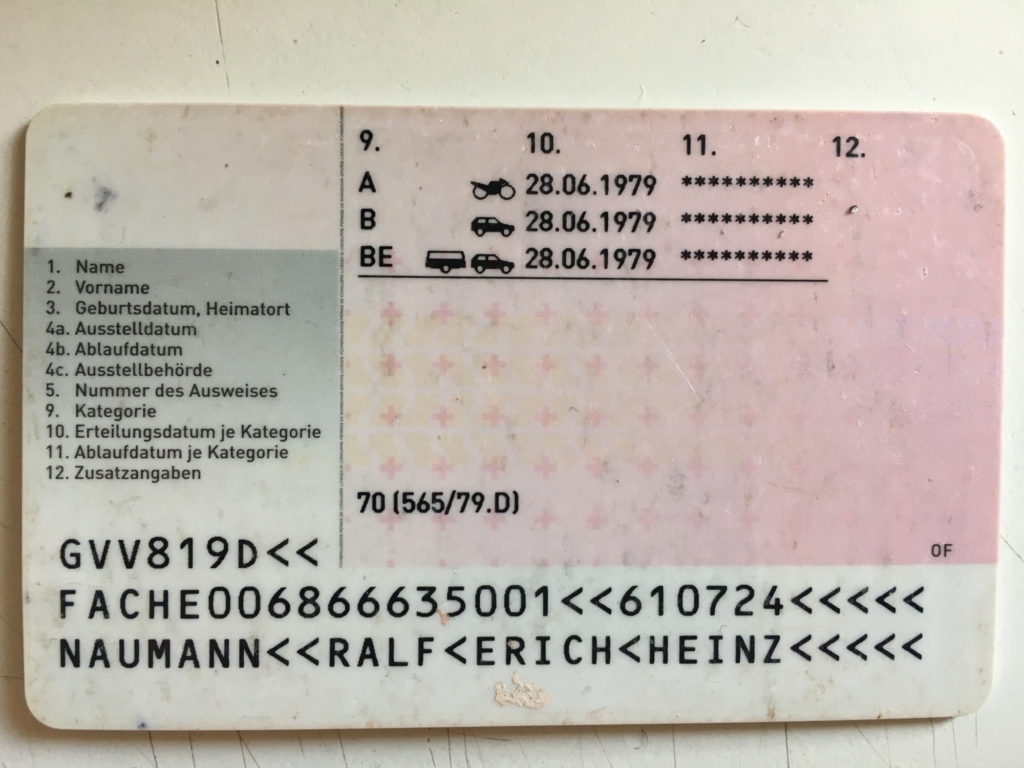 9. 10. 11. 12.
A 28.06.1979 **********
B 28.06.1979 **********
BE 28.06.1979 **********
1. Name
2. Vorname
3. Geburtsdatum, Heimatort
4a. Ausstelldatum
4b. Ablaufdatum
4c. Ausstellbehörde
5. Nummer des Ausweises
9. Kategorie
10. Erteilungsdatum je Kategorie
11. Ablaufdatum je Kategorie
12. Zusatzangaben
70 (565/79.D)
OF
GVV819D<<
FACHE006866635001<<610724<<<<<
NAUMANN<<RALF<ERICH<HEINZ<<<<<